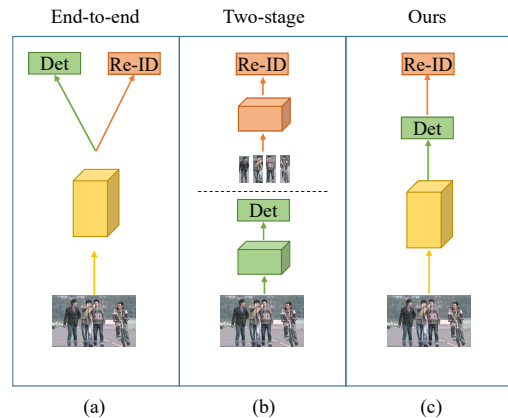 End-to-end
Two-stage
Ours
Det
Re-ID
Re-ID
Re-ID
Det
Det
(a)
(b)
(c)